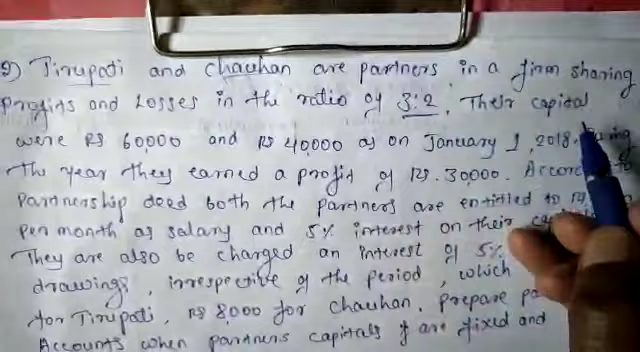 9) Tirupati and Chauhan are partners in a firm sharing
Profits and Losses in the ratio of 3:2. Their capital
were RS 60000 and RS 40000 as on January 1, 2018.
the year they earned a profit of RS. 30000.
Partnership deed both the partners are entitled to
per month as salary and 5% interest on their
They are also be charged an interest of 5%
drawings, irrespective of the period, which
for Tirupati, RS 8,000 for Chauhan. Prepare
Accounts when partners capitals are fixed and